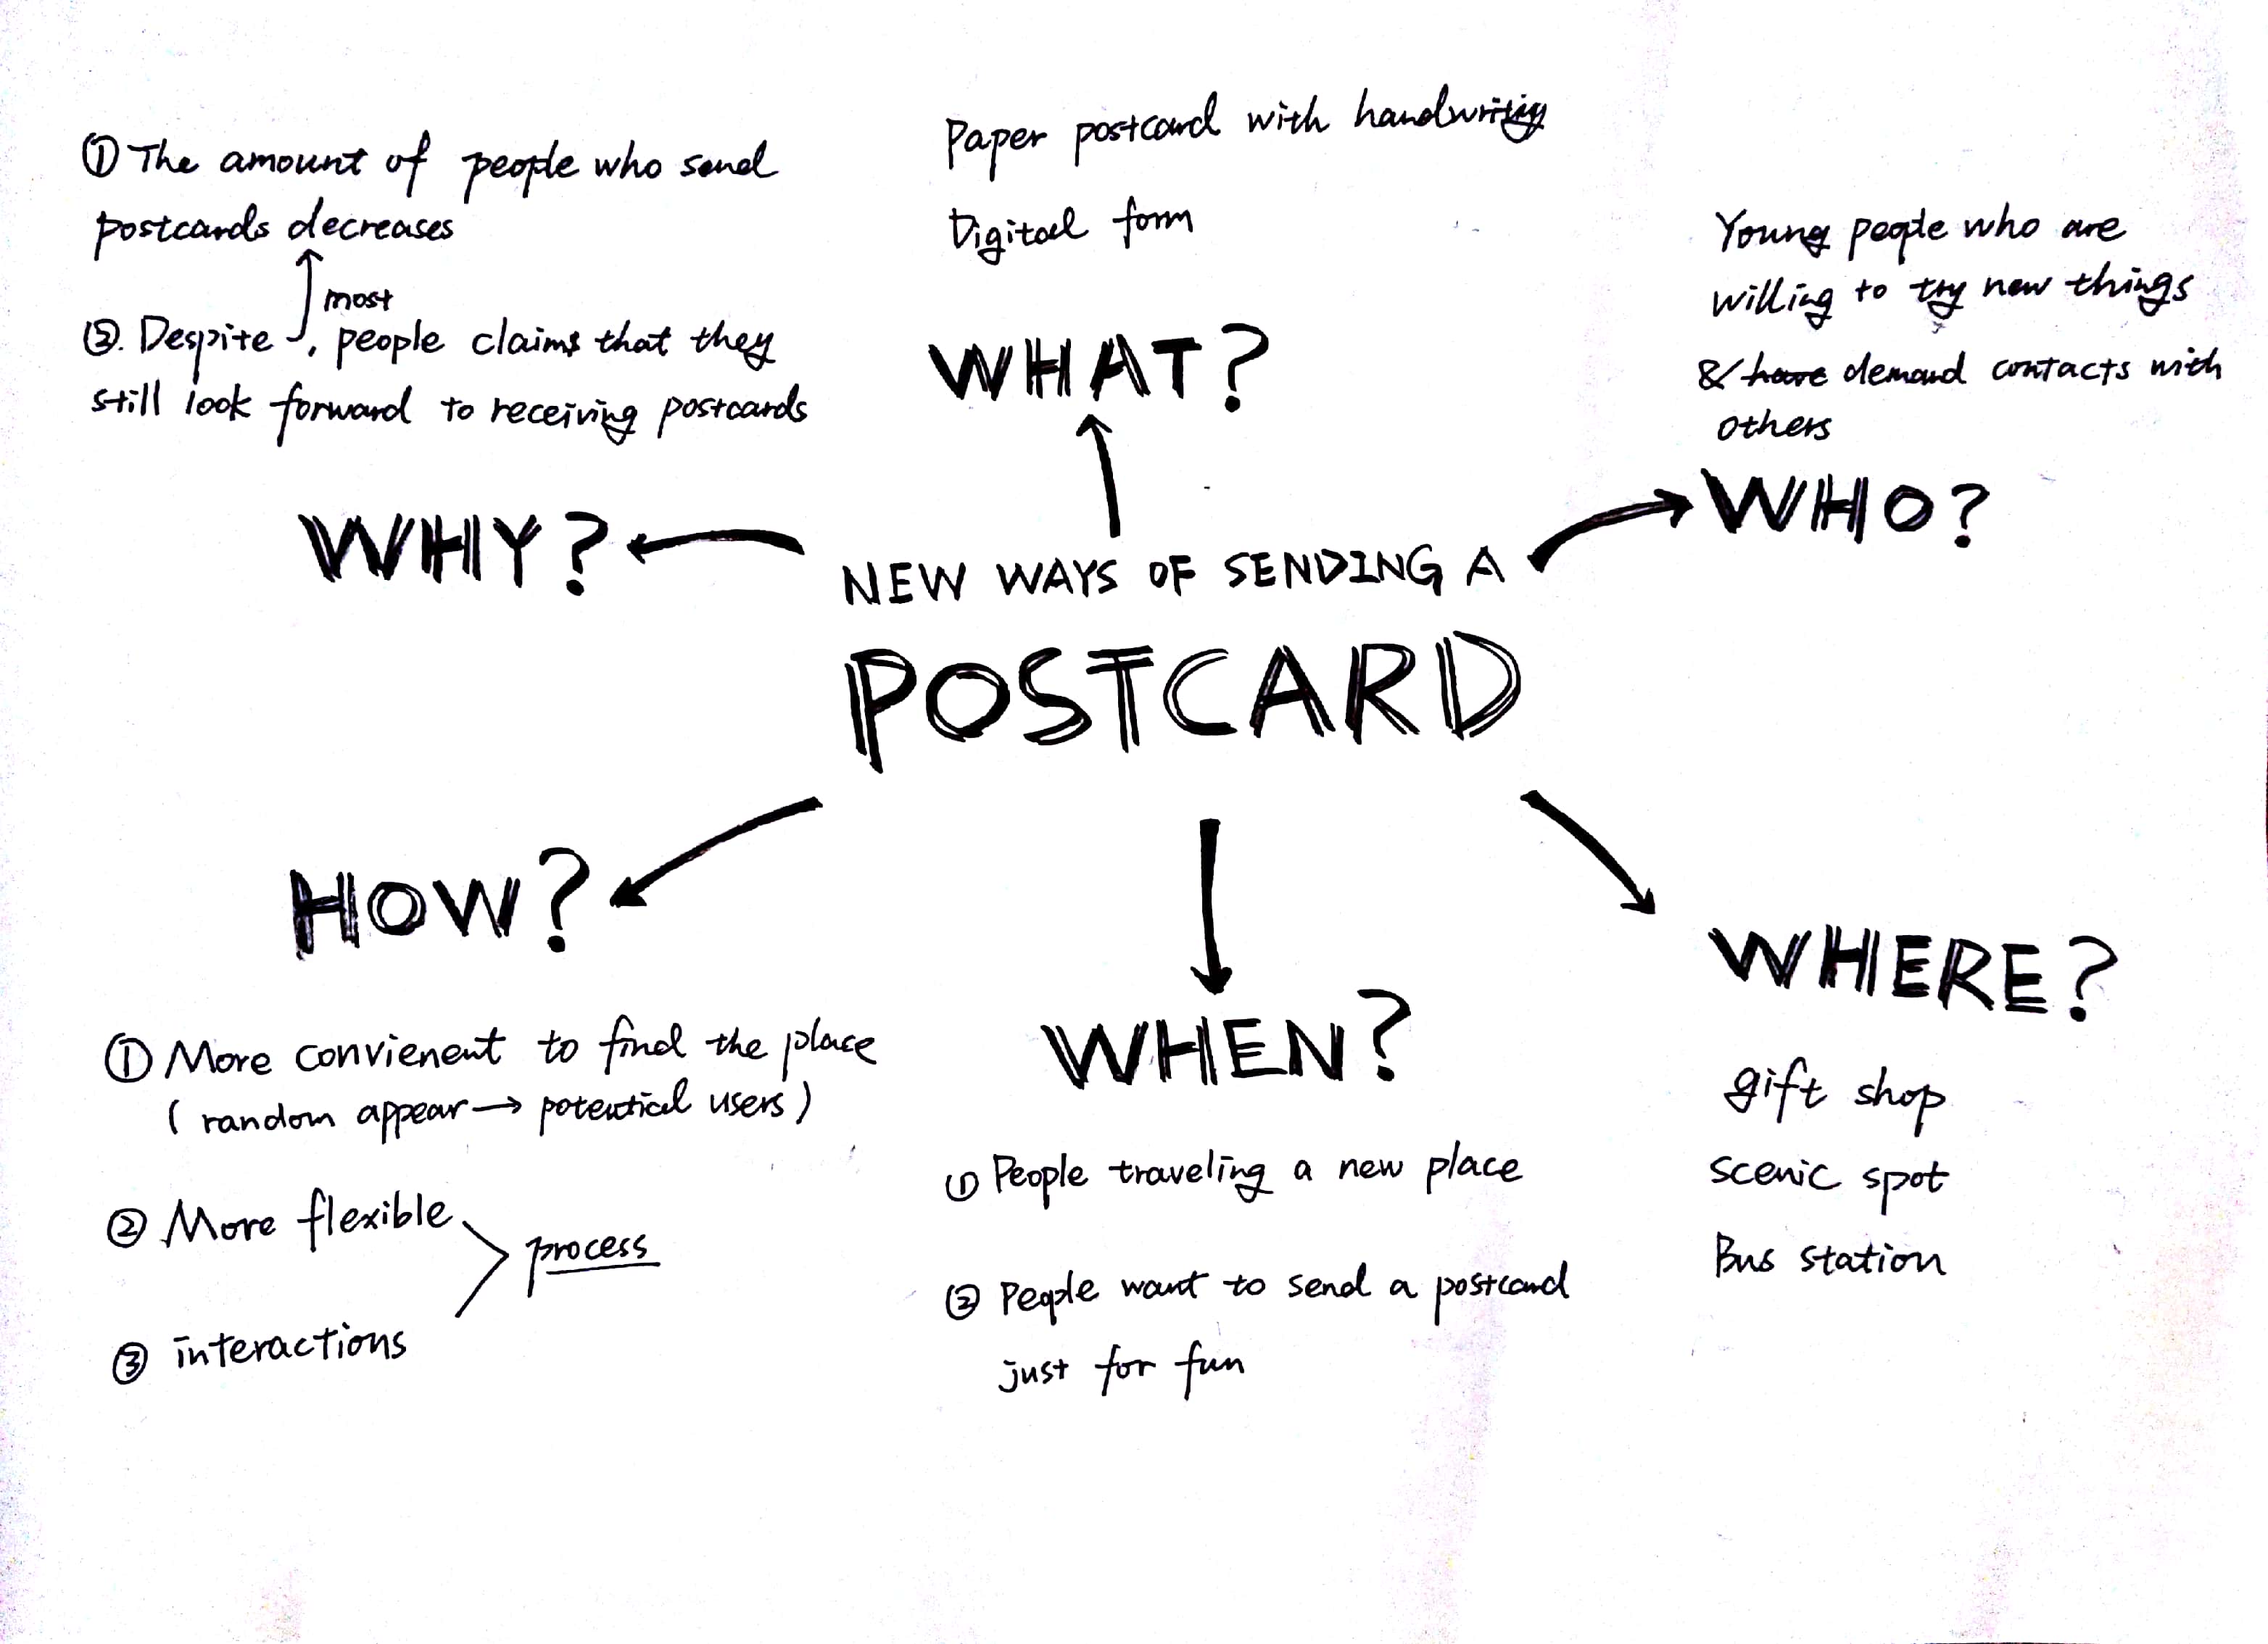 ① The amount of people who send
postcards decreases
most
②. Despite , people claims that they
still look forward to receiving postcards
WHY?
Paper postcard with handwriting
Digital form
WHAT?
Young people who are
willing to try new things
& have demand contacts with
others
WHO?
NEW WAYS OF SENDING A
POSTCARD
HOW?
① More convienent to find the place
( random appear → potential users )
② More flexible
process
③ interactions
WHEN?
① People traveling a new place
② People want to send a postcard
just for fun
WHERE?
gift shop
scenic spot
Bus station